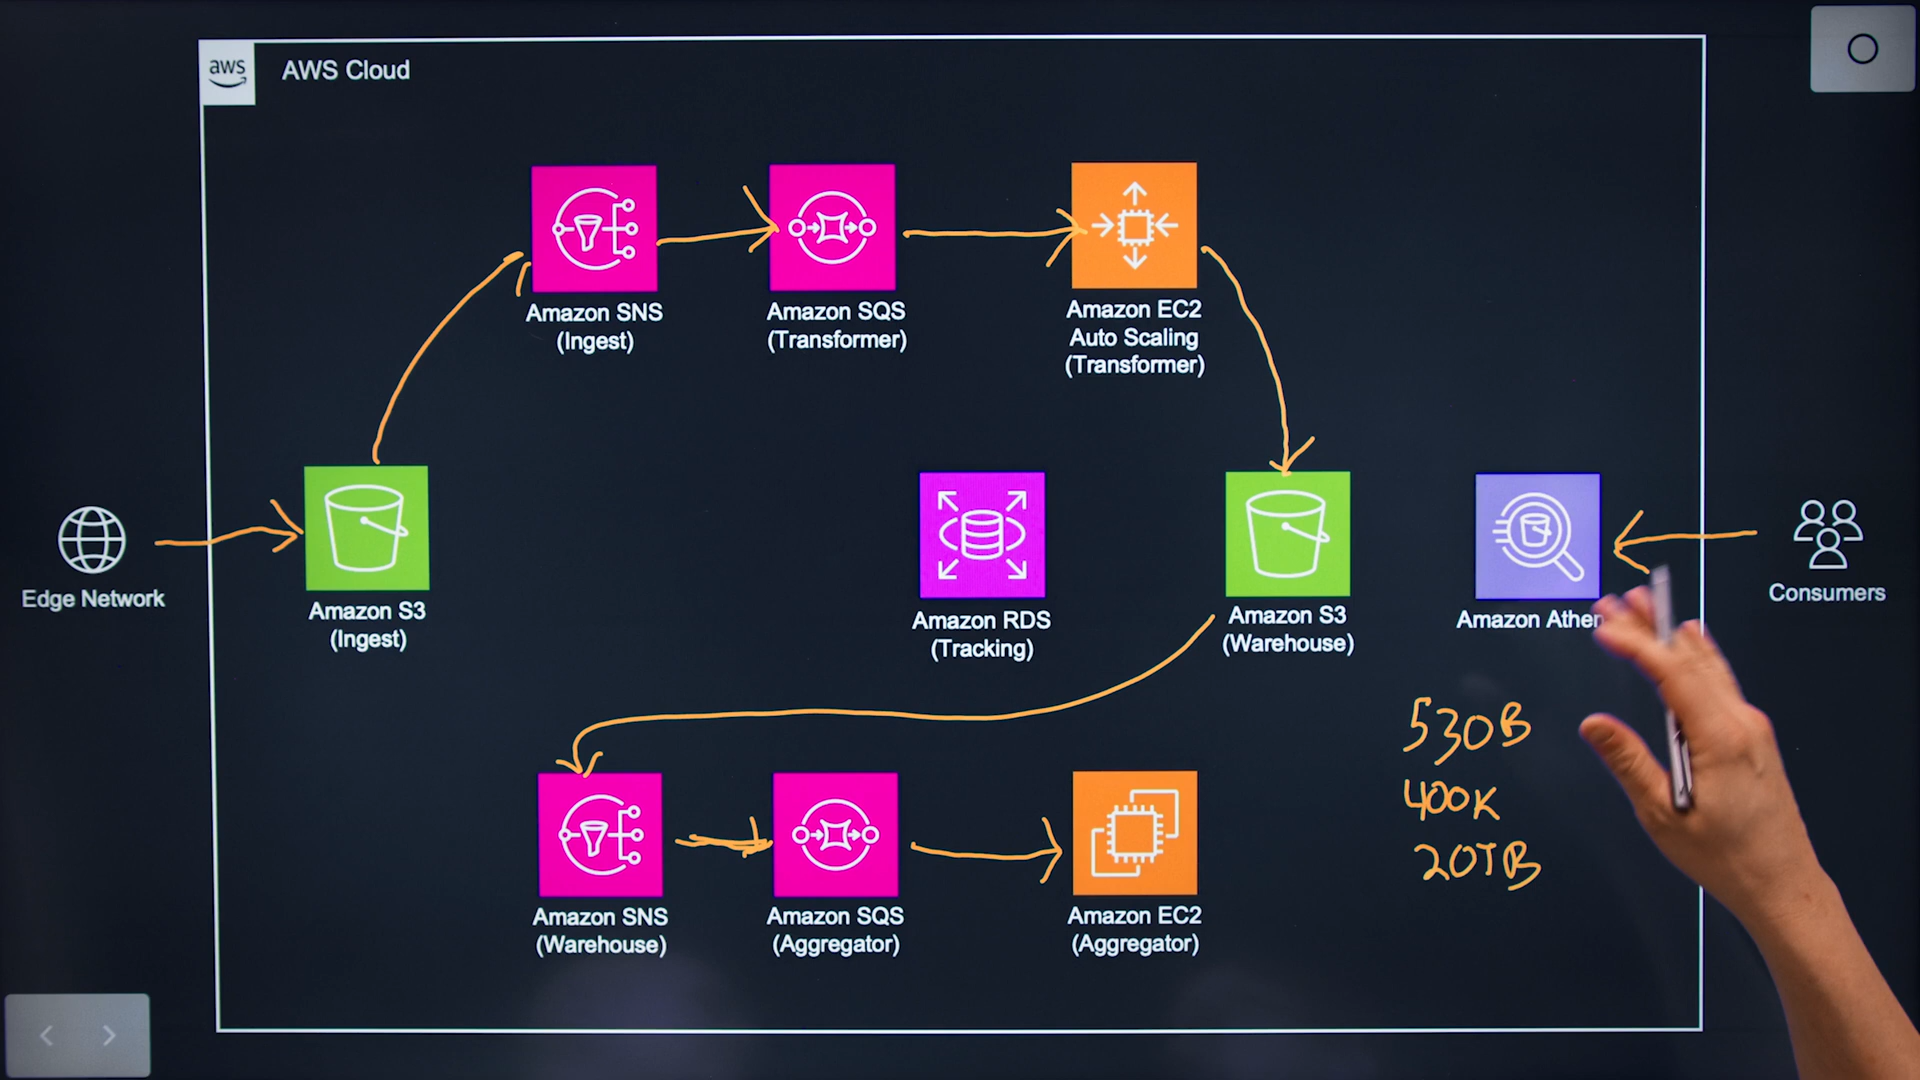 aws
AWS Cloud
Amazon SNS
(Ingest)
Amazon SQS
(Transformer)
Amazon EC2
Auto Scaling
(Transformer)
Edge Network
Amazon S3
(Ingest)
Amazon RDS
(Tracking)
Amazon S3
(Warehouse)
Amazon
Consumers
530B
400K
20TB
Amazon SNS
(Warehouse)
Amazon SQS
(Aggregator)
Amazon EC2
(Aggregator)